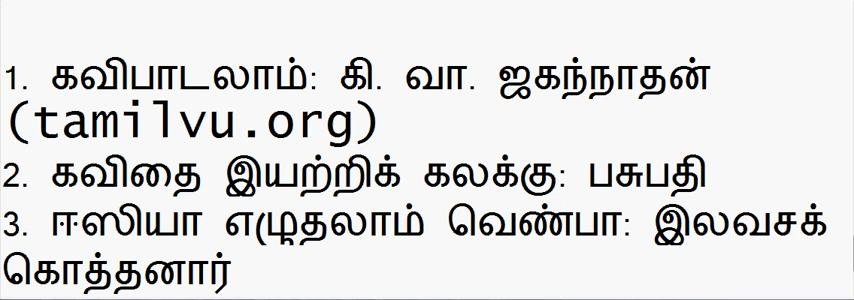 1. கவிபாடலாம்: கி. வா. ஜகந்நாதன்
(tamilvu.org)
2. கவிதை இயற்றிக் கலக்கு: பசுபதி
3. ஈஸியா எழுதலாம் வெண்பா: இலவசக்
கொத்தனார்